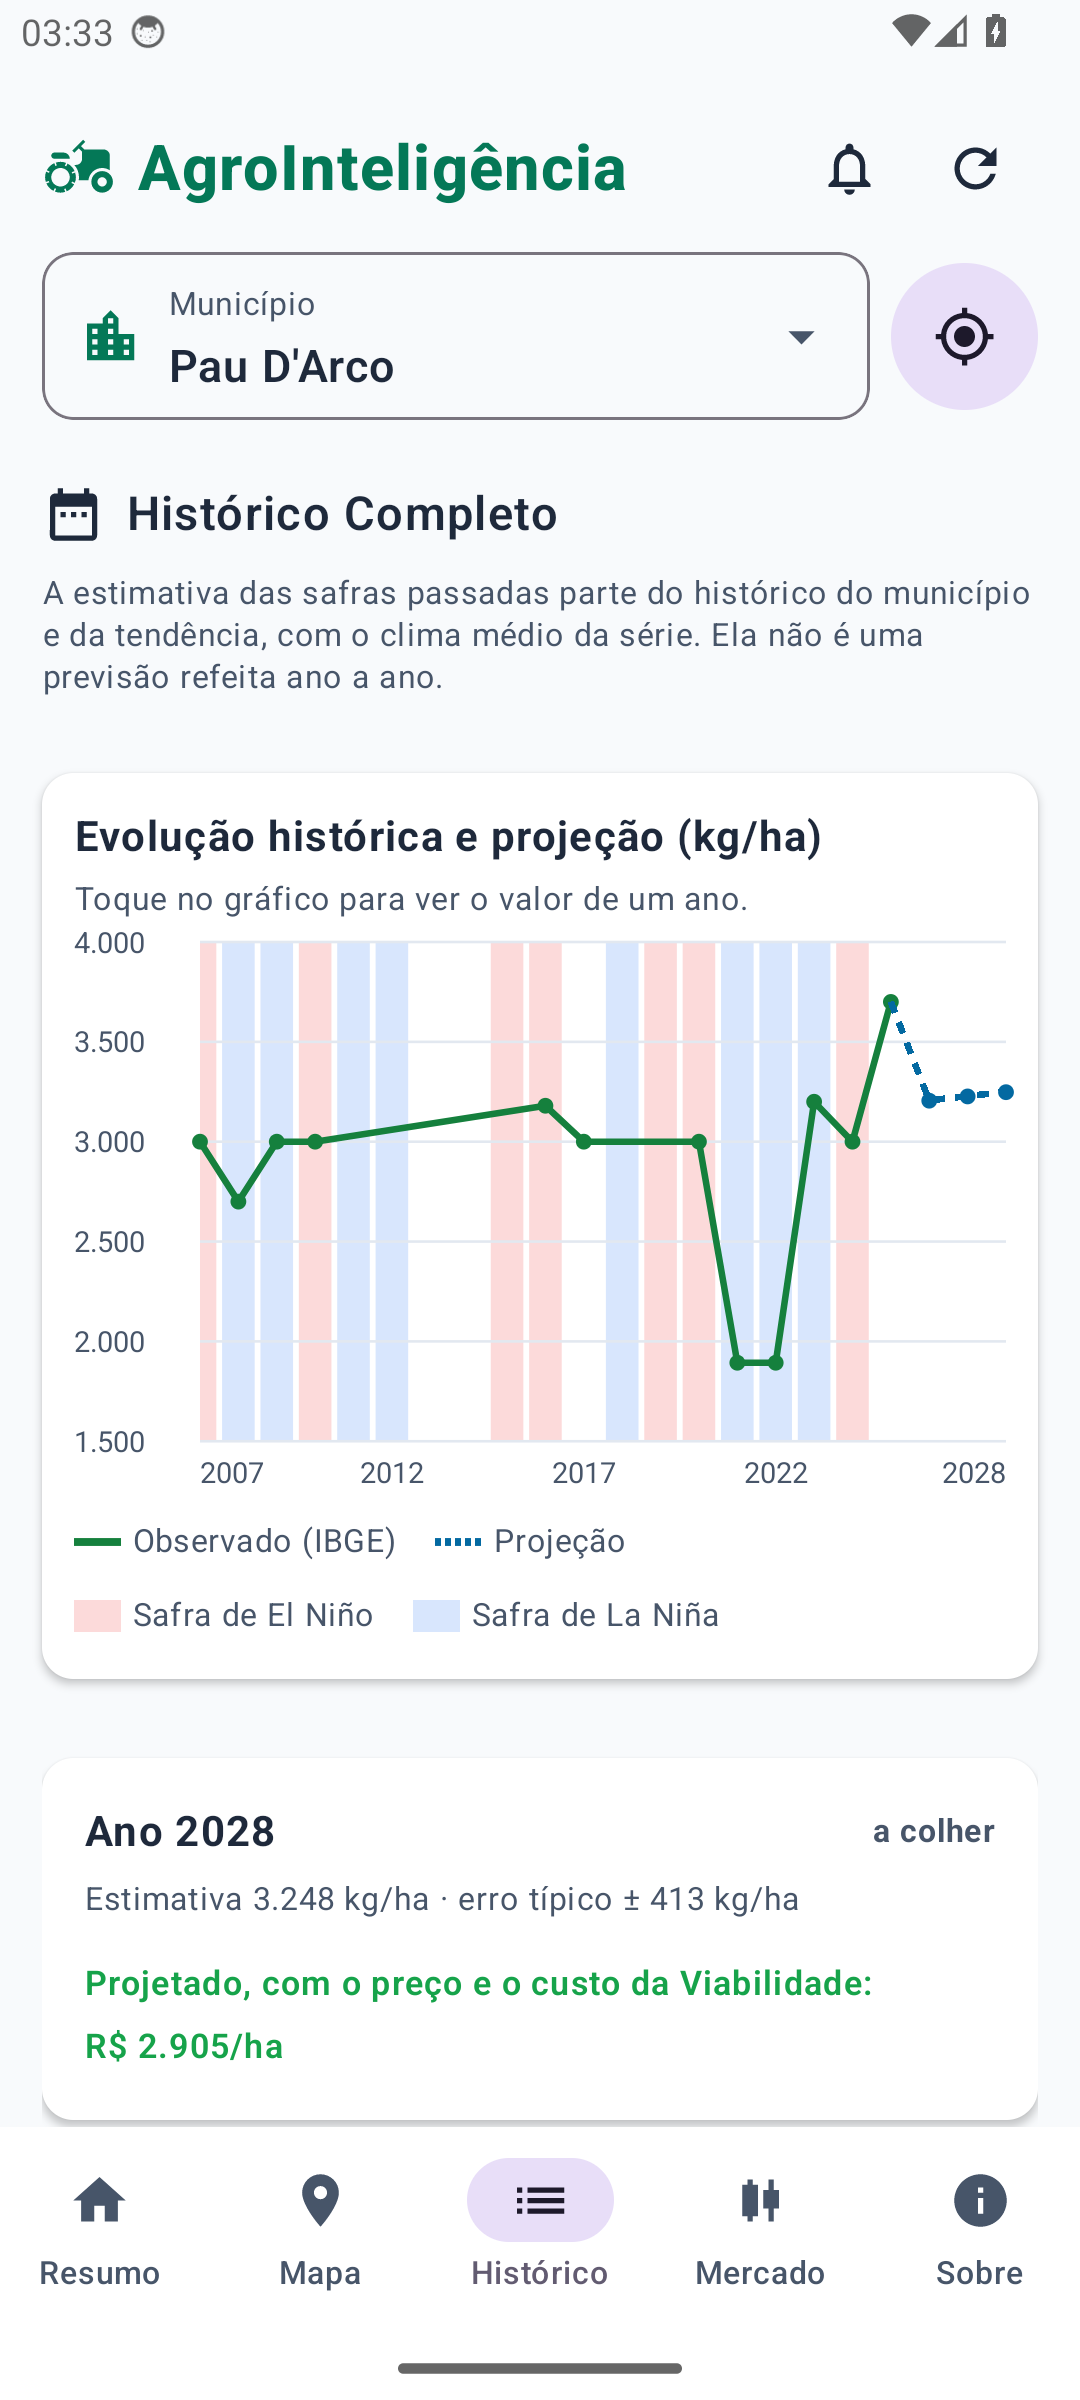 03:33
AgroInteligência
Município
Pau D'Arco
Histórico Completo
A estimativa das safras passadas parte do histórico do município
e da tendência, com o clima médio da série. Ela não é uma
previsão refeita ano a ano.
Evolução histórica e projeção (kg/ha)
Toque no gráfico para ver o valor de um ano.
4.000
3.500
3.000
2.500
2.000
1.500
2007 2012 2017 2022 2028
Observado (IBGE) Projeção
Safra de El Niño Safra de La Niña
Ano 2028 a colher
Estimativa 3.248 kg/ha · erro típico ± 413 kg/ha
Projetado, com o preço e o custo da Viabilidade:
R$ 2.905/ha
Resumo Mapa Histórico Mercado Sobre